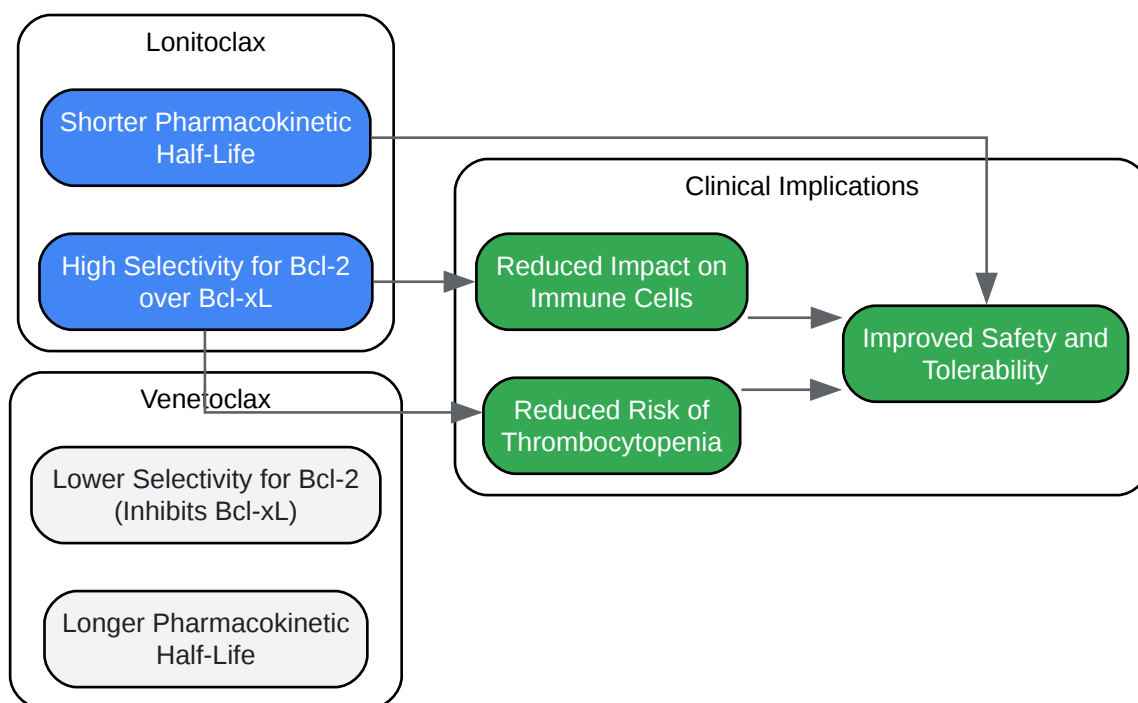 Lonitoclax
Shorter Pharmacokinetic
Half-Life
High Selectivity for Bcl-2
over Bcl-xL
Venetoclax
Lower Selectivity for Bcl-2
(Inhibits Bcl-xL)
Longer Pharmacokinetic
Half-Life
Clinical Implications
Reduced Impact on
Immune Cells
Reduced Risk of
Thrombocytopenia
Improved Safety and
Tolerability